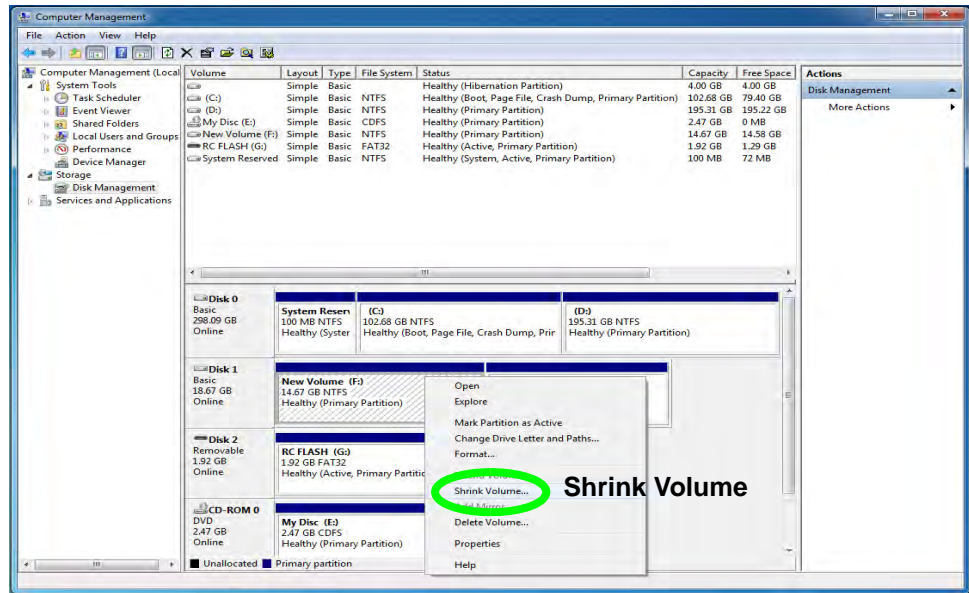 Computer Management
File Action View Help
Computer Management (Local
System Tools
Task Scheduler
Event Viewer
Shared Folders
Local Users and Groups
Performance
Device Manager
Storage
Disk Management
Services and Applications
Volume Layout Type File System Status Capacity Free Space
Simple Basic Healthy (Hibernation Partition) 4.00 GB 4.00 GB
(C:) Simple Basic NTFS Healthy (Boot, Page File, Crash Dump, Primary Partition) 102.68 GB 79.40 GB
(D:) Simple Basic NTFS Healthy (Primary Partition) 195.31 GB 195.22 GB
My Disc (E:) Simple Basic CDFS Healthy (Primary Partition) 2.47 GB 0 MB
New Volume (F:) Simple Basic NTFS Healthy (Primary Partition) 14.67 GB 14.58 GB
RC FLASH (G:) Simple Basic FAT32 Healthy (Active, Primary Partition) 1.92 GB 1.29 GB
System Reserved Simple Basic NTFS Healthy (System, Active, Primary Partition) 100 MB 72 MB
Actions
Disk Management
More Actions
Disk 0
Basic
298.09 GB
Online
System Reserv
100 MB NTFS
Healthy (Syster
(C:)
102.68 GB NTFS
Healthy (Boot, Page File, Crash Dump, Prir
(D:)
195.31 GB NTFS
Healthy (Primary Partition)
Disk 1
Basic
18.67 GB
Online
New Volume (F:)
14.67 GB NTFS
Healthy (Primary Partition)
Disk 2
Removable
1.92 GB
Online
RC FLASH (G:)
1.92 GB FAT32
Healthy (Active, Primary Partitic
CD-ROM 0
DVD
2.47 GB
Online
My Disc (E:)
2.47 GB CDFS
Healthy (Primary Partition)
Unallocated Primary partition
Open
Explore
Mark Partition as Active
Change Drive Letter and Paths...
Format...
Shrink Volume...
Delete Volume...
Properties
Help
Shrink Volume